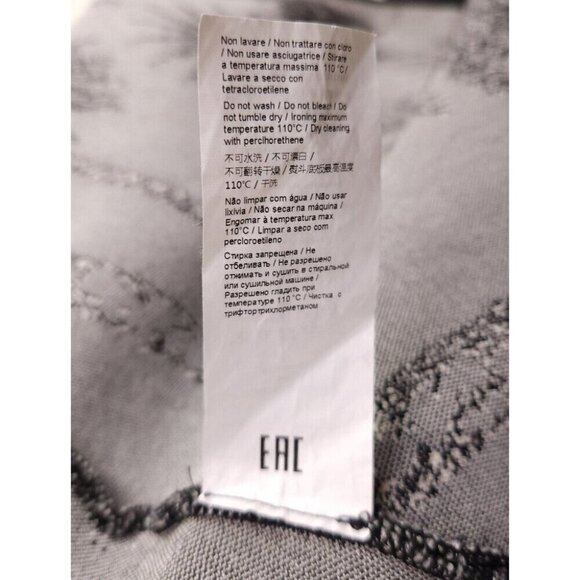 Non lavare / Non trattare con cloro
/ Non usare asciugatrice / Stirare
a temperatura massima 110 °C /
Lavare a secco con
tetracloroetilene
Do not wash / Do not bleach / Do
not tumble dry / Ironing maximum
temperature 110°C / Dry cleaning
with perclhorethene
不可水洗 / 不可漂白 /
不可翻转干燥 / 熨斗底板最高温度
110℃ / 干洗
Não limpar com água / Não usar
lixivia / Não secar na máquina /
Engomar à temperatura max
110°C / Limpar a seco com
percloroetileno
Стирка запрещена / Не
отбеливать / Не разрешено
отжимать и сушить в стиральной
или сушильной машине /
Разрешено гладить при
температуре 110 °C / Чистка с
трифтортрихлорметаном
EAC